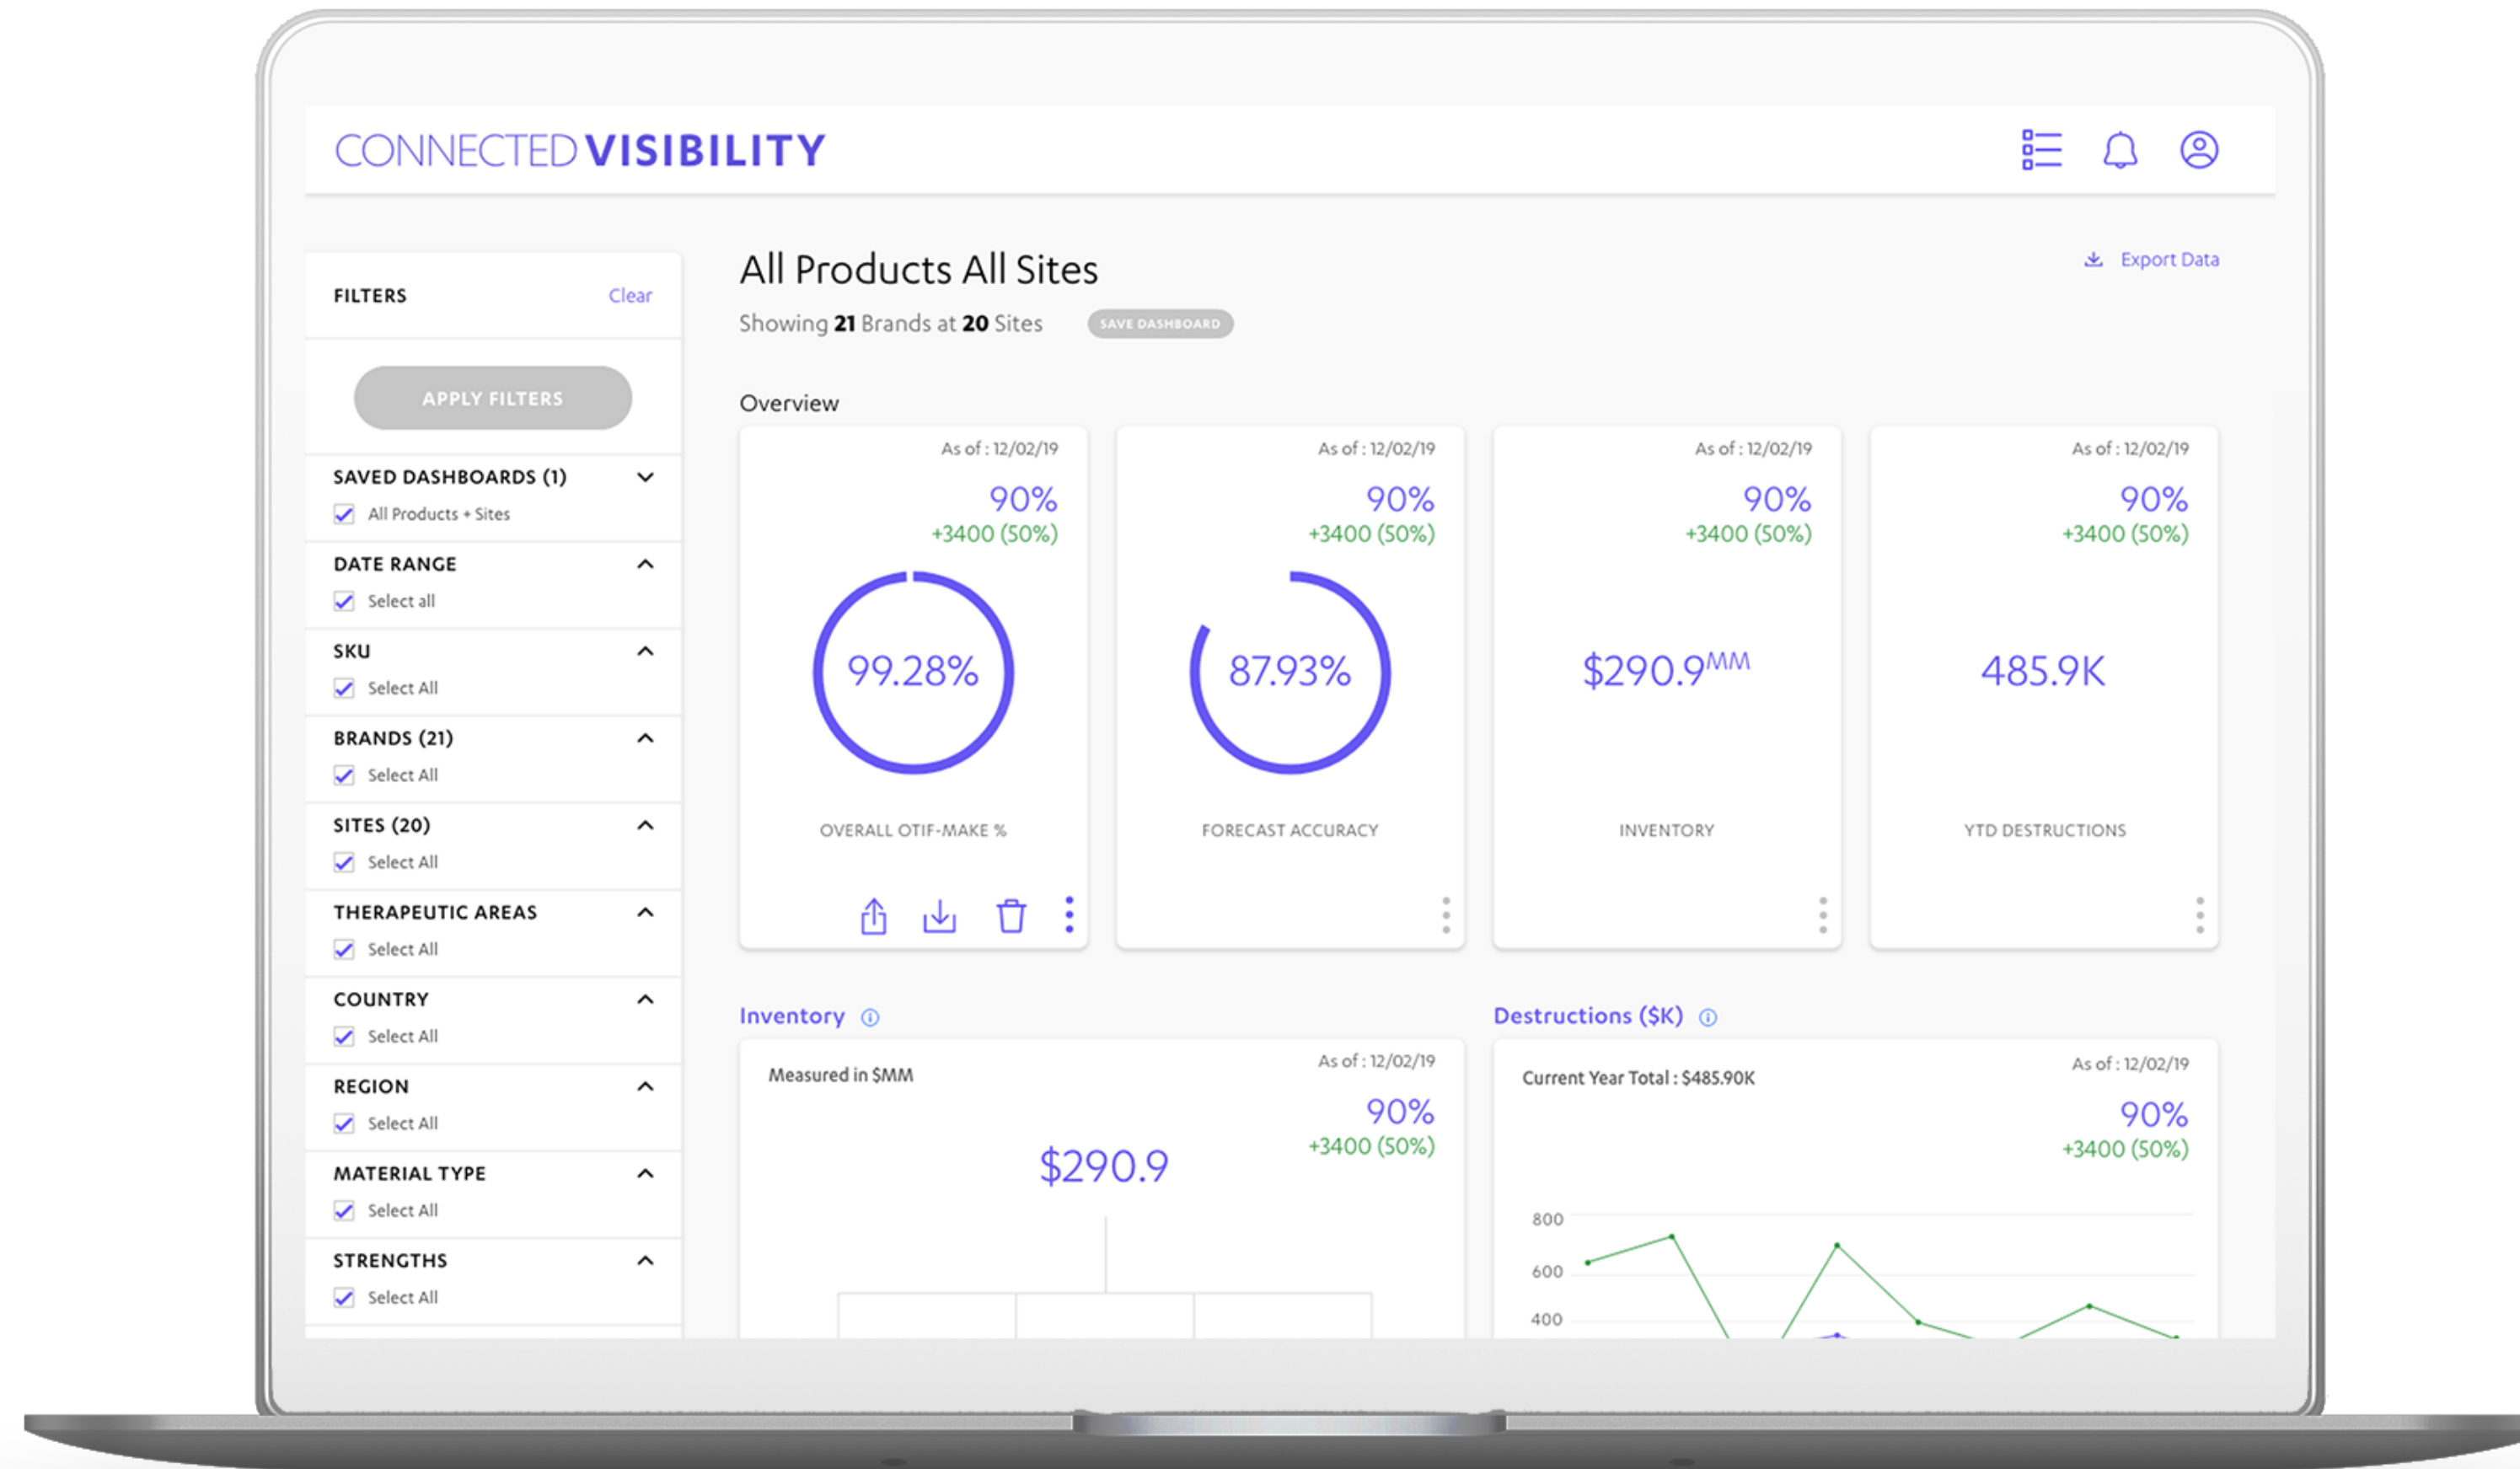 CONNECTED VISIBILITY
FILTERS
Clear
APPLY FILTERS
SAVED DASHBOARDS (1)
All Products + Sites
DATE RANGE
Select all
SKU
Select All
BRANDS (21)
Select All
SITES (20)
Select All
THERAPEUTIC AREAS
Select All
COUNTRY
Select All
REGION
Select All
MATERIAL TYPE
Select All
STRENGTHS
Select All
All Products All Sites
Export Data
Showing 21 Brands at 20 Sites
SAVE DASHBOARD
Overview
As of : 12/02/19
90%
+3400 (50%)
99.28%
OVERALL OTIF-MAKE %
As of : 12/02/19
90%
+3400 (50%)
87.93%
FORECAST ACCURACY
As of : 12/02/19
90%
+3400 (50%)
$290.9MM
INVENTORY
As of : 12/02/19
90%
+3400 (50%)
485.9K
YTD DESTRUCTIONS
Inventory
Measured in $MM
As of : 12/02/19
90%
+3400 (50%)
$290.9
Destructions ($K)
Current Year Total : $485.90K
As of : 12/02/19
90%
+3400 (50%)
800
600
400